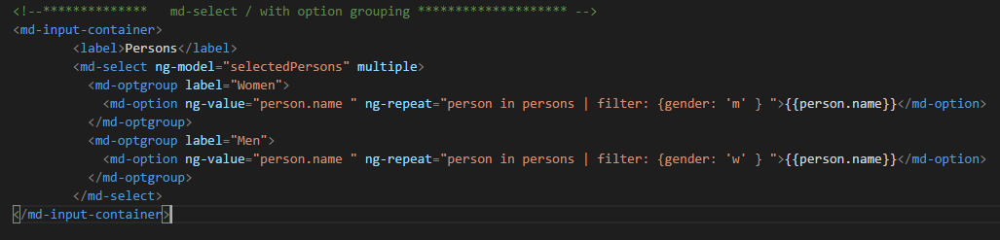 <!--**************   md-select / with option grouping ******************** -->
<md-input-container>
        <label>Persons</label>
        <md-select ng-model="selectedPersons" multiple>
          <md-optgroup label="Women">
            <md-option ng-value="person.name " ng-repeat="person in persons | filter: {gender: 'm' } ">{{person.name}}</md-option>
          </md-optgroup>
          <md-optgroup label="Men">
            <md-option ng-value="person.name " ng-repeat="person in persons | filter: {gender: 'w' } ">{{person.name}}</md-option>
          </md-optgroup>
        </md-select>
</md-input-container>